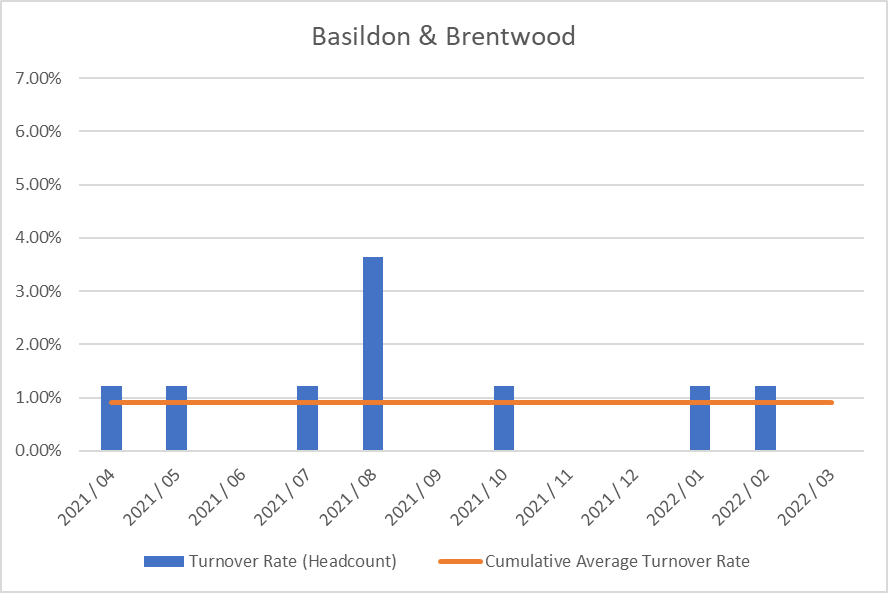 Basildon & Brentwood
7.00%
6.00%
5.00%
4.00%
3.00%
2.00%
1.00%
0.00%
2021 / 04
2021 / 05
2021 / 06
2021 / 07
2021 / 08
2021 / 09
2021 / 10
2021 / 11
2021 / 12
2022 / 01
2022 / 02
2022 / 03
Turnover Rate (Headcount)
Cumulative Average Turnover Rate